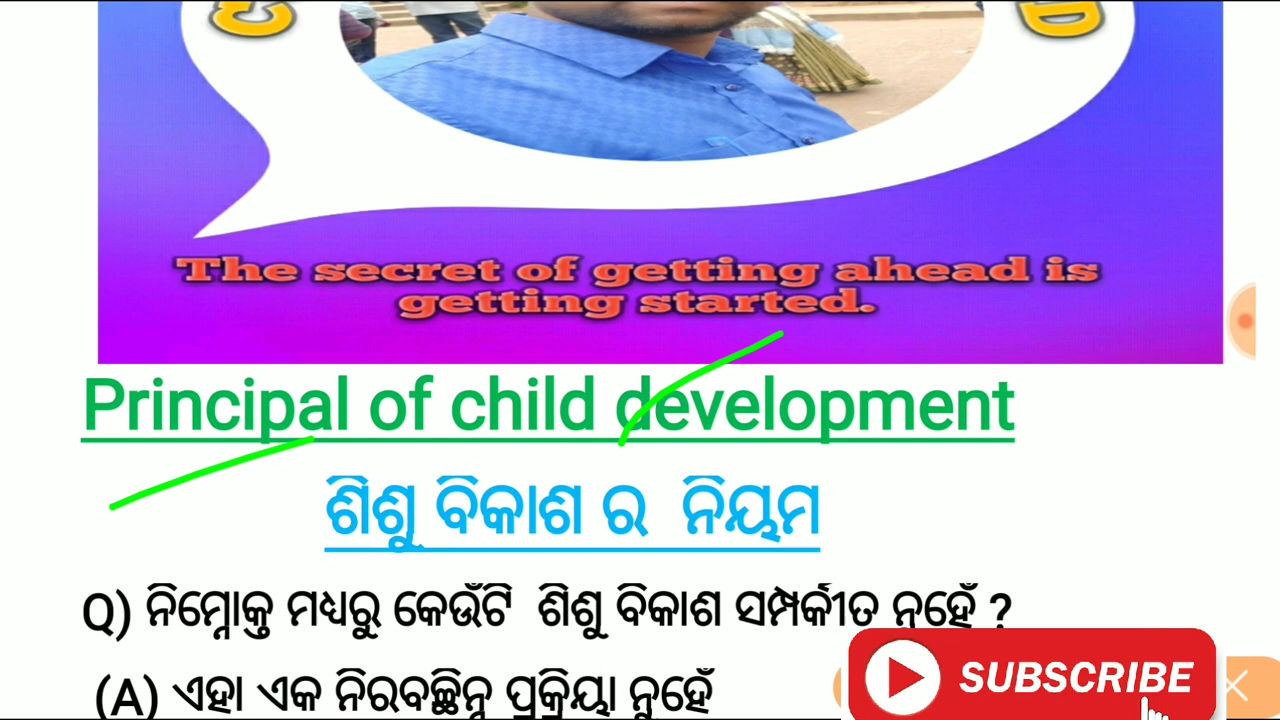 The secret of getting ahead is
getting started.
Principal of child development
ଶିଶୁ ବିକାଶ ର ନିୟମ
Q) ନିମ୍ନୋକ୍ତ ମଧ୍ୟରୁ କେଉଁଟି ଶିଶୁ ବିକାଶ ସମ୍ପର୍କୀତ ନୁହେଁ ?
(A) ଏହା ଏକ ନିରବଚ୍ଛିନ୍ନ ପ୍ରକ୍ରିୟା ନୁହେଁ
SUBSCRIBE